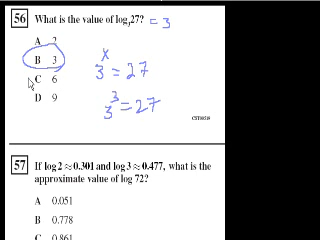 56 What is the value of log₃27? = 3
A 2
B 3
C 6
D 9
3ˣ = 27
3³ = 27
57 If log 2 ≈ 0.301 and log 3 ≈ 0.477, what is the
approximate value of log 72?
A 0.051
B 0.778
C 0.861